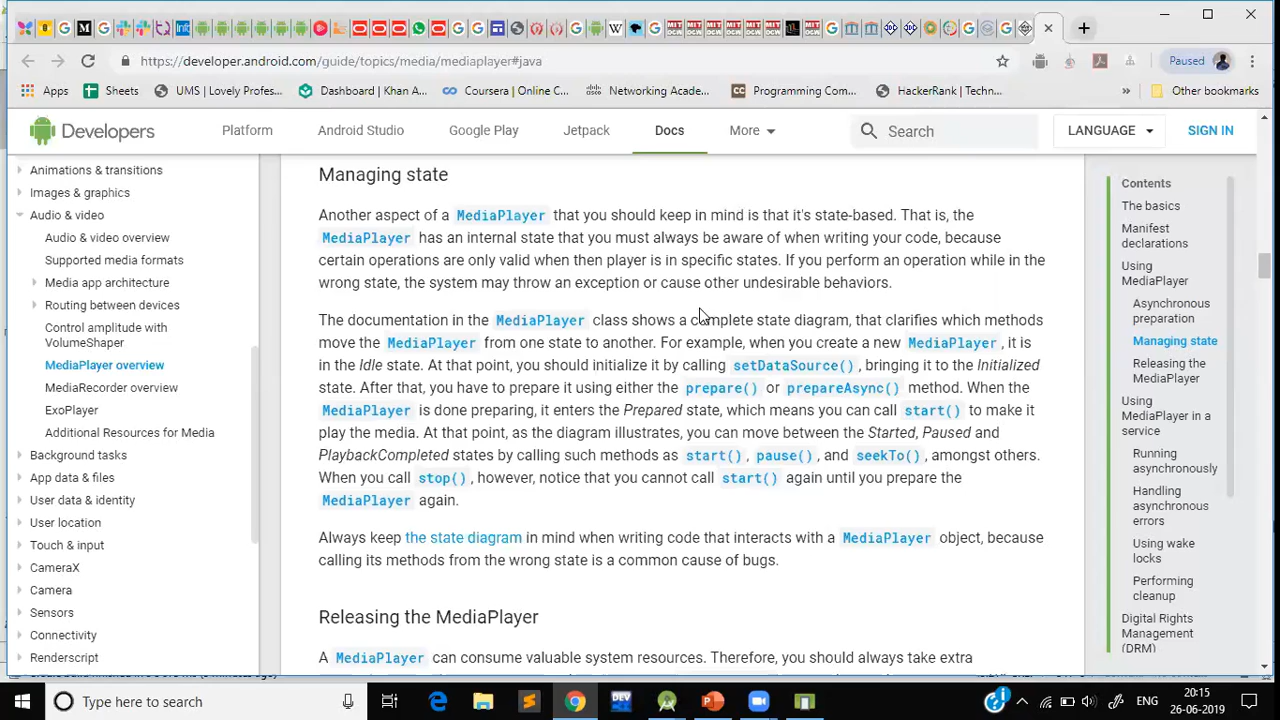 https://developer.android.com/guide/topics/media/mediaplayer#java
Paused
Apps
Sheets
UMS | Lovely Profes...
Dashboard | Khan A...
Coursera | Online C...
Networking Academ...
Programming Com...
HackerRank | Techn...
»
Other bookmarks
Developers
Platform
Android Studio
Google Play
Jetpack
Docs
More
Search
LANGUAGE
SIGN IN
Animations & transitions
Images & graphics
Audio & video
Audio & video overview
Supported media formats
Media app architecture
Routing between devices
Control amplitude with
VolumeShaper
MediaPlayer overview
MediaRecorder overview
ExoPlayer
Additional Resources for Media
Background tasks
App data & files
User data & identity
User location
Touch & input
CameraX
Camera
Sensors
Connectivity
Renderscript
Managing state
Another aspect of a MediaPlayer that you should keep in mind is that it's state-based. That is, the
MediaPlayer has an internal state that you must always be aware of when writing your code, because
certain operations are only valid when then player is in specific states. If you perform an operation while in the
wrong state, the system may throw an exception or cause other undesirable behaviors.
The documentation in the MediaPlayer class shows a complete state diagram, that clarifies which methods
move the MediaPlayer from one state to another. For example, when you create a new MediaPlayer, it is
in the Idle state. At that point, you should initialize it by calling setDataSource(), bringing it to the Initialized
state. After that, you have to prepare it using either the prepare() or prepareAsync() method. When the
MediaPlayer is done preparing, it enters the Prepared state, which means you can call start() to make it
play the media. At that point, as the diagram illustrates, you can move between the Started, Paused and
PlaybackCompleted states by calling such methods as start(), pause(), and seekTo(), amongst others.
When you call stop(), however, notice that you cannot call start() again until you prepare the
MediaPlayer again.
Always keep the state diagram in mind when writing code that interacts with a MediaPlayer object, because
calling its methods from the wrong state is a common cause of bugs.
Releasing the MediaPlayer
A MediaPlayer can consume valuable system resources. Therefore, you should always take extra
Contents
The basics
Manifest
declarations
Using
MediaPlayer
Asynchronous
preparation
Managing state
Releasing the
MediaPlayer
Using
MediaPlayer in a
service
Running
asynchronously
Handling
asynchronous
errors
Using wake
locks
Performing
cleanup
Digital Rights
Management
(DRM)
Type here to search
ENG
20:15
26-06-2019